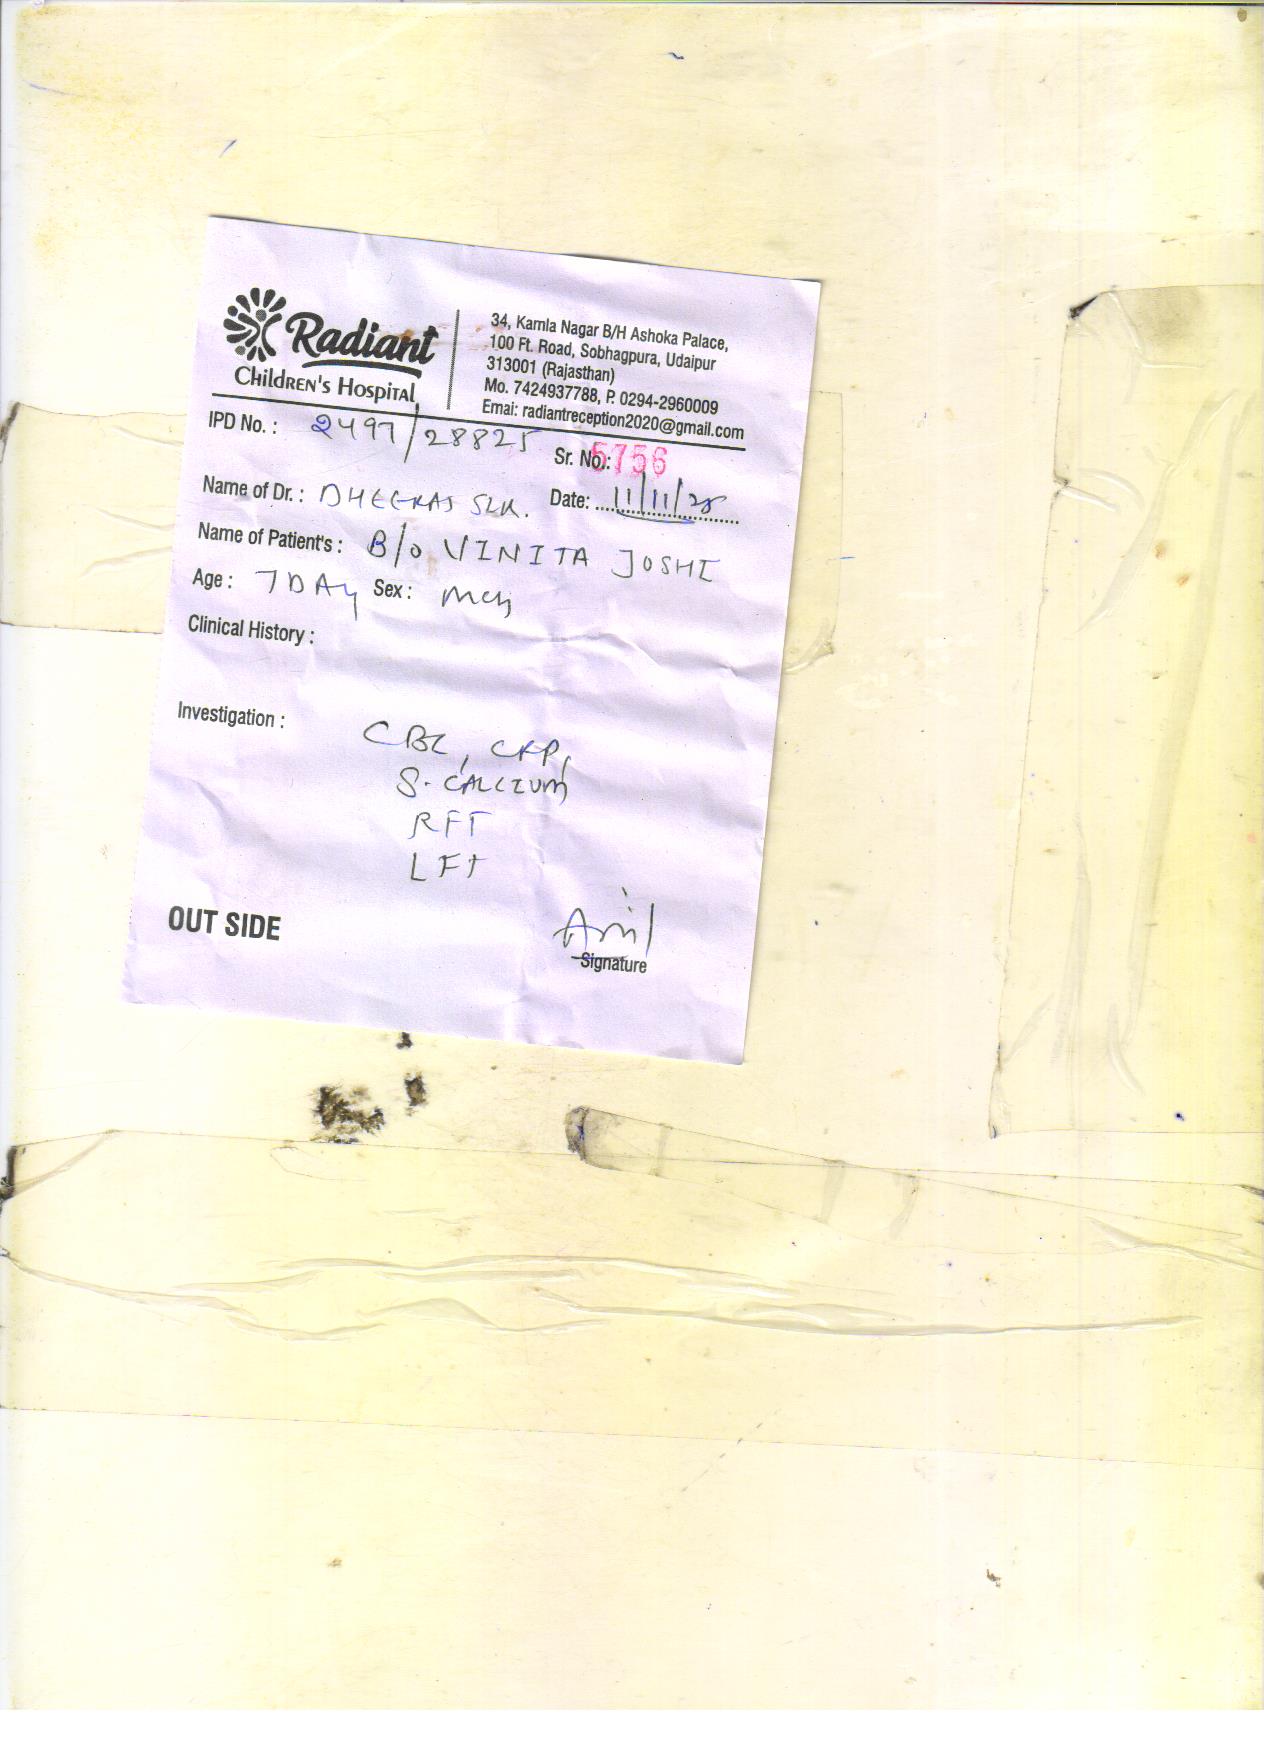 Radiant
Children's Hospital
34, Kamla Nagar B/H Ashoka Palace,
100 Ft. Road, Sobhagpura, Udaipur
313001 (Rajasthan)
Mo. 7424937788, P. 0294-2960009
Emai: radiantreception2020@gmail.com
IPD No. : 2497/28825
Sr. No.: 5756
Name of Dr. : DHEERAJ SIR. Date: 11/11/25
Name of Patient's : B/o VINITA JOSHI
Age : 7 DAY Sex :
Clinical History :
Investigation : CBC, CRP,
S. CALCIUM
RFT
LFT
OUT SIDE
Anil
Signature